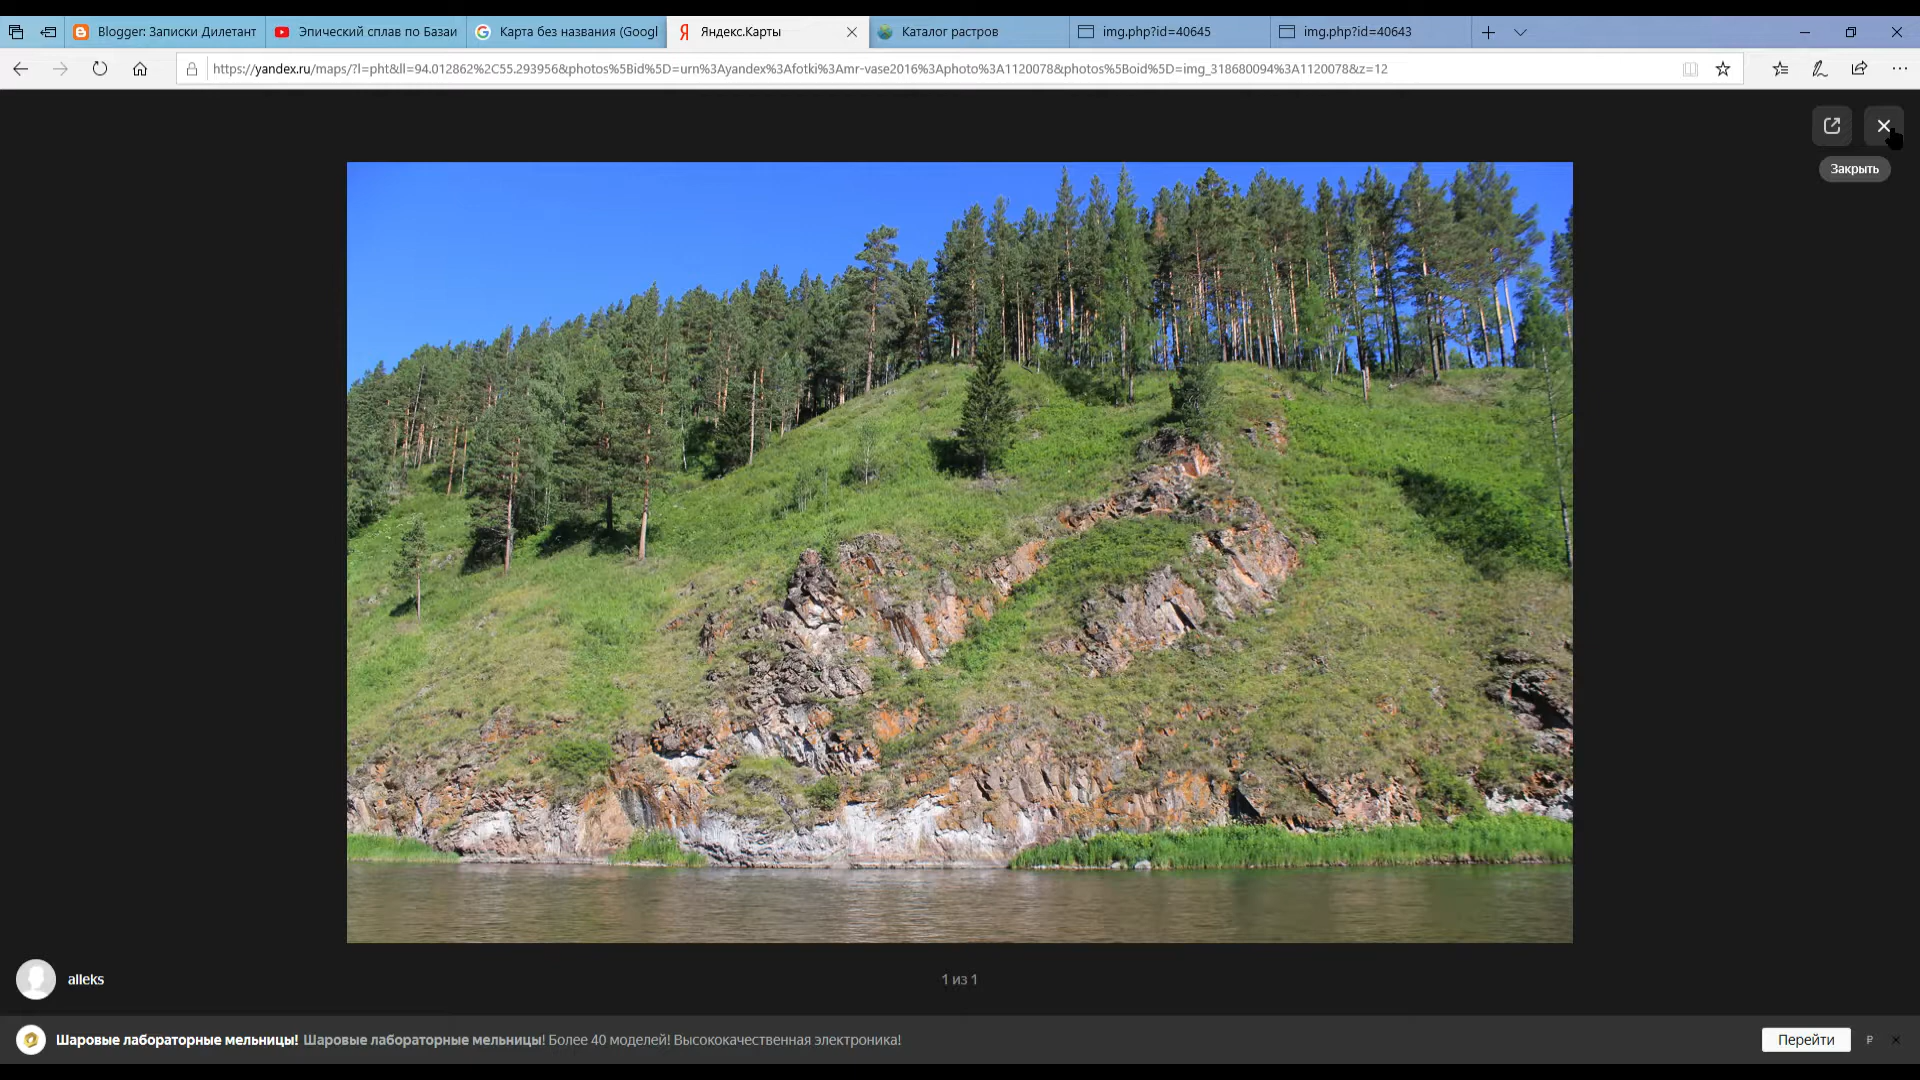 Blogger: Записки Дилетант
Эпический сплав по Базаи
Карта без названия (Googl
Яндекс.Карты
Каталог растров
img.php?id=40645
img.php?id=40643
https://yandex.ru/maps/?l=pht&ll=94.012862%2C55.293956&photos%5Bid%5D=urn%3Ayandex%3Afotki%3Amr-vase2016%3Aphoto%3A1120078&photos%5Boid%5D=img_318680094%3A1120078&z=12
Закрыть
alleks
1 из 1
Шаровые лабораторные мельницы! Шаровые лабораторные мельницы! Более 40 моделей! Высококачественная электроника!
Перейти